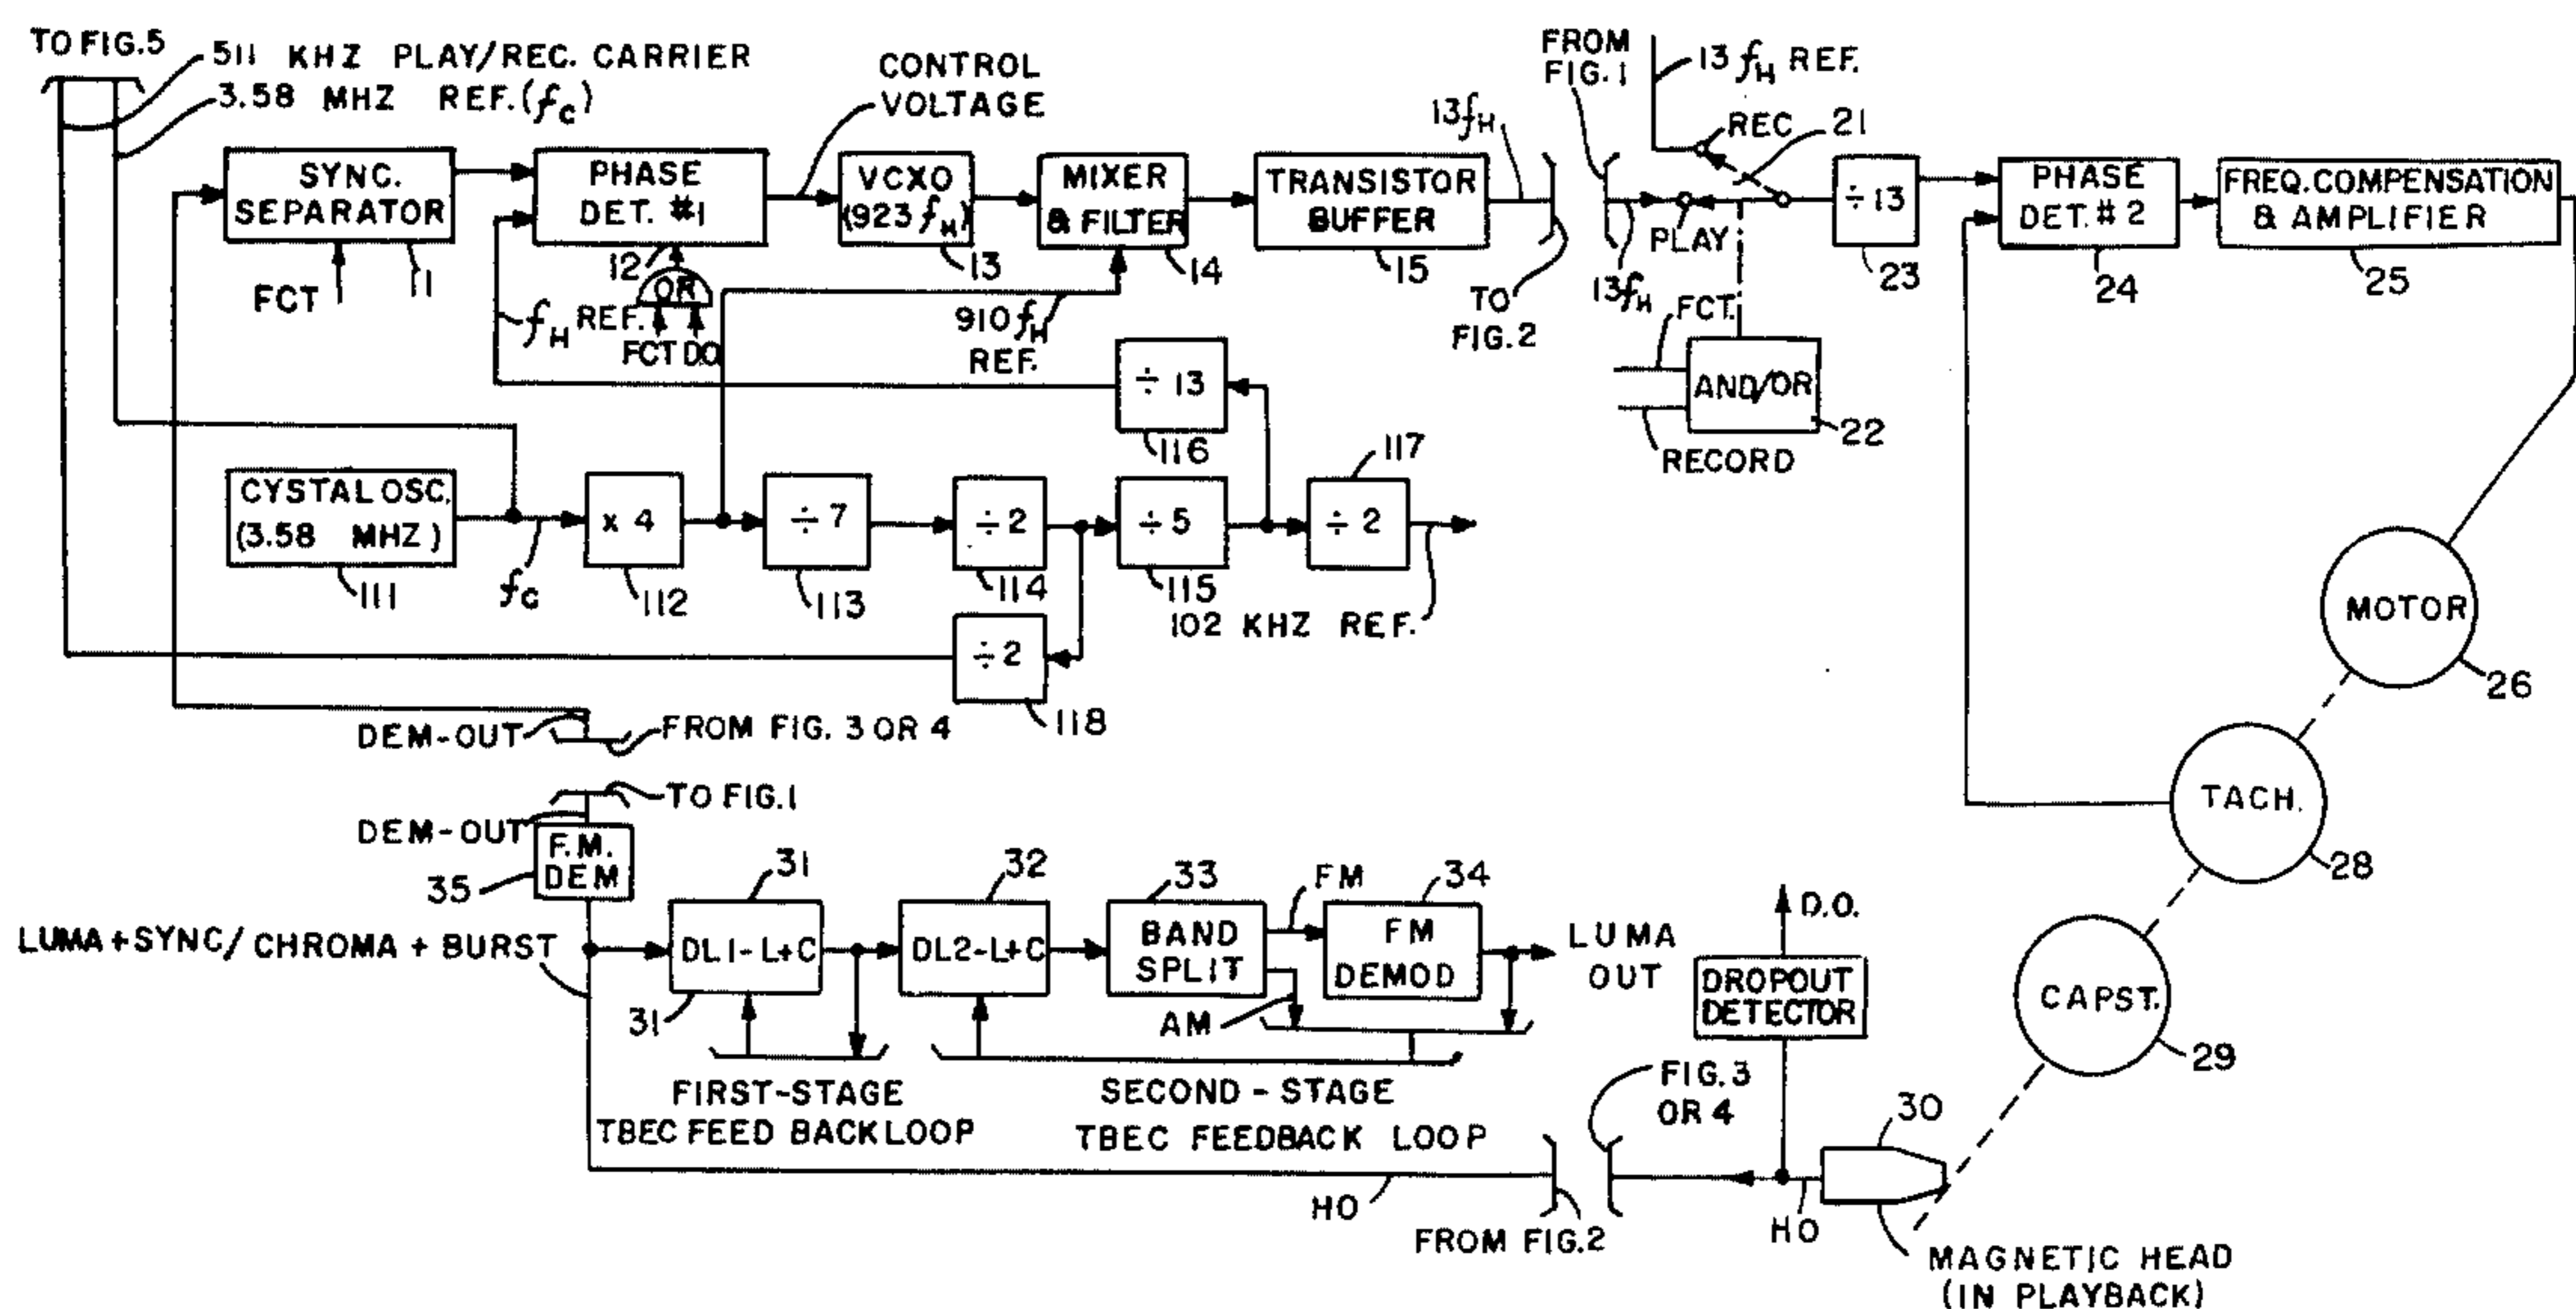 TO FIG.5
511 KHZ PLAY/REC. CARRIER
3.58 MHZ REF.(fc)
CONTROL
VOLTAGE
SYNC.
SEPARATOR
FCT
11
PHASE
DET. #1
12
OR
FCT DO
fH REF.
VCXO
(923 fH)
13
MIXER
& FILTER
14
910 fH
REF.
TRANSISTOR
BUFFER
15
13fH
TO
FIG.2
FROM
FIG.1
13fH
13 fH REF.
REC
21
PLAY
FCT.
RECORD
AND/OR
22
÷13
23
PHASE
DET.#2
24
FREQ.COMPENSATION
& AMPLIFIER
25
CYSTAL OSC.
(3.58 MHZ)
111
fc
x 4
112
÷ 7
113
÷2
114
÷5
115
÷ 13
116
÷ 2
117
102 KHZ REF.
÷2
118
MOTOR
26
TACH.
28
CAPST.
29
DEM-OUT
FROM FIG. 3 OR 4
TO FIG.1
DEM-OUT
F.M.
DEM
35
LUMA+SYNC/CHROMA + BURST
31
DL1-L+C
31
32
DL2-L+C
33
BAND
SPLIT
FM
AM
34
FM
DEMOD
LUMA
OUT
FIRST-STAGE
TBEC FEED BACK LOOP
SECOND-STAGE
TBEC FEEDBACK LOOP
D.O.
DROPOUT
DETECTOR
HO
FROM FIG.2
FIG.3
OR 4
HO
30
MAGNETIC HEAD
(IN PLAYBACK)